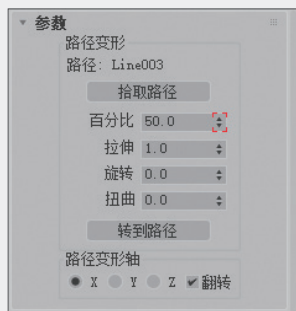 参数
路径变形
路径: Line003
拾取路径
百分比 50.0
拉伸 1.0
旋转 0.0
扭曲 0.0
转到路径
路径变形轴
X Y Z 翻转